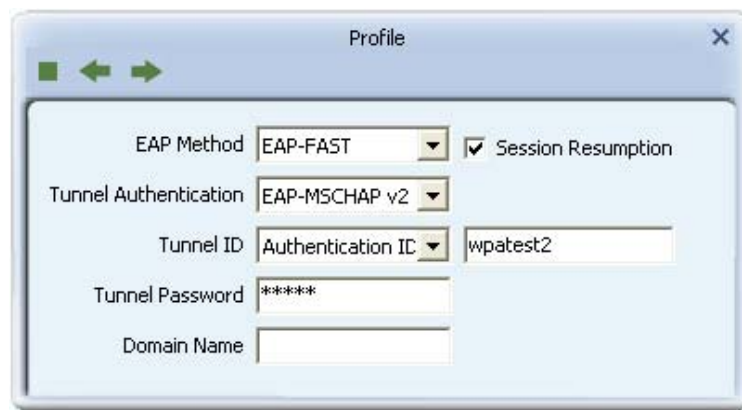 Profile
EAP Method EAP-FAST Session Resumption
Tunnel Authentication EAP-MSCHAP v2
Tunnel ID Authentication ID wpatest2
Tunnel Password *****
Domain Name